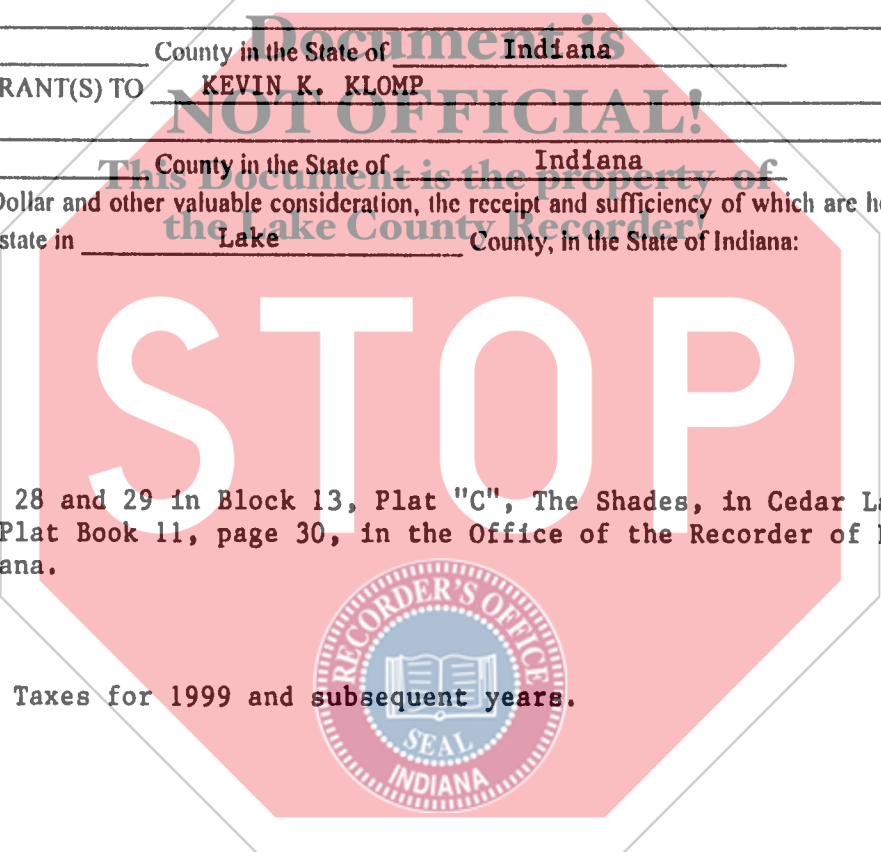 Document is
County in the State of Indiana
RANT(S) TO KEVIN K. KLOMP
NOT OFFICIAL!
County in the State of Indiana
This Document is the property of
Dollar and other valuable consideration, the receipt and sufficiency of which are
the Lake County Recorder!
state in Lake County, in the State of Indiana:
STOP
28 and 29 in Block 13, Plat "C", The Shades, in Cedar
Plat Book 11, page 30, in the Office of the Recorder of
ana.
RECORDER'S OFFICE
Taxes for 1999 and subsequent years.
SEAL
INDIANA